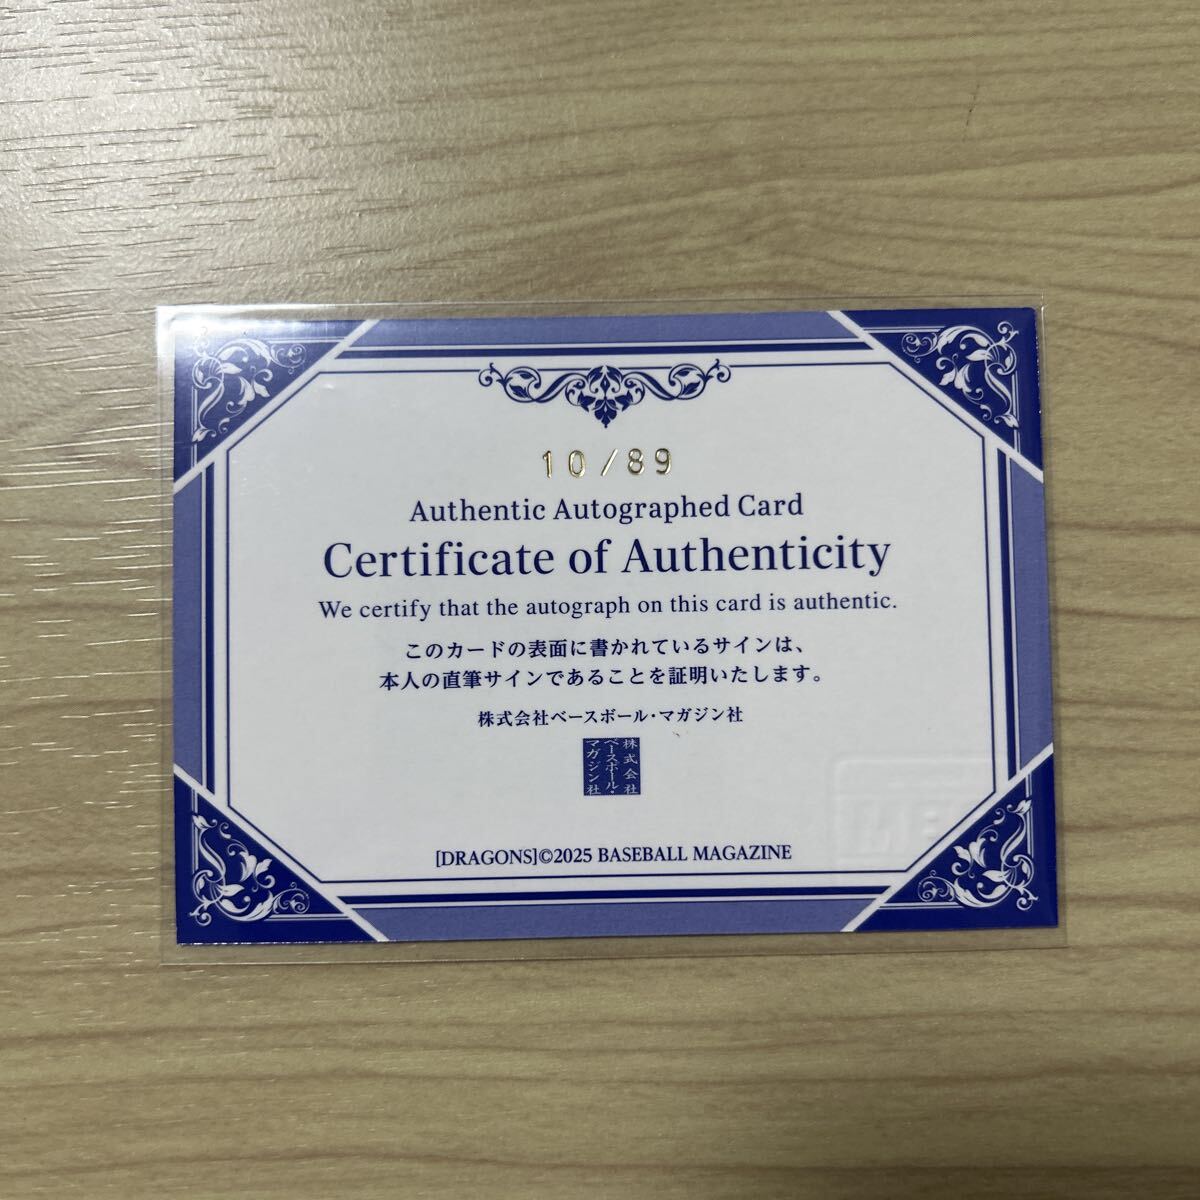 10/89
Authentic Autographed Card
Certificate of Authenticity
We certify that the autograph on this card is authentic.
このカードの表面に書かれているサインは、
本人の直筆サインであることを証明いたします。
株式会社ベースボール・マガジン社
株式会社
ベースボール・
マガジン社
[DRAGONS]©2025 BASEBALL MAGAZINE